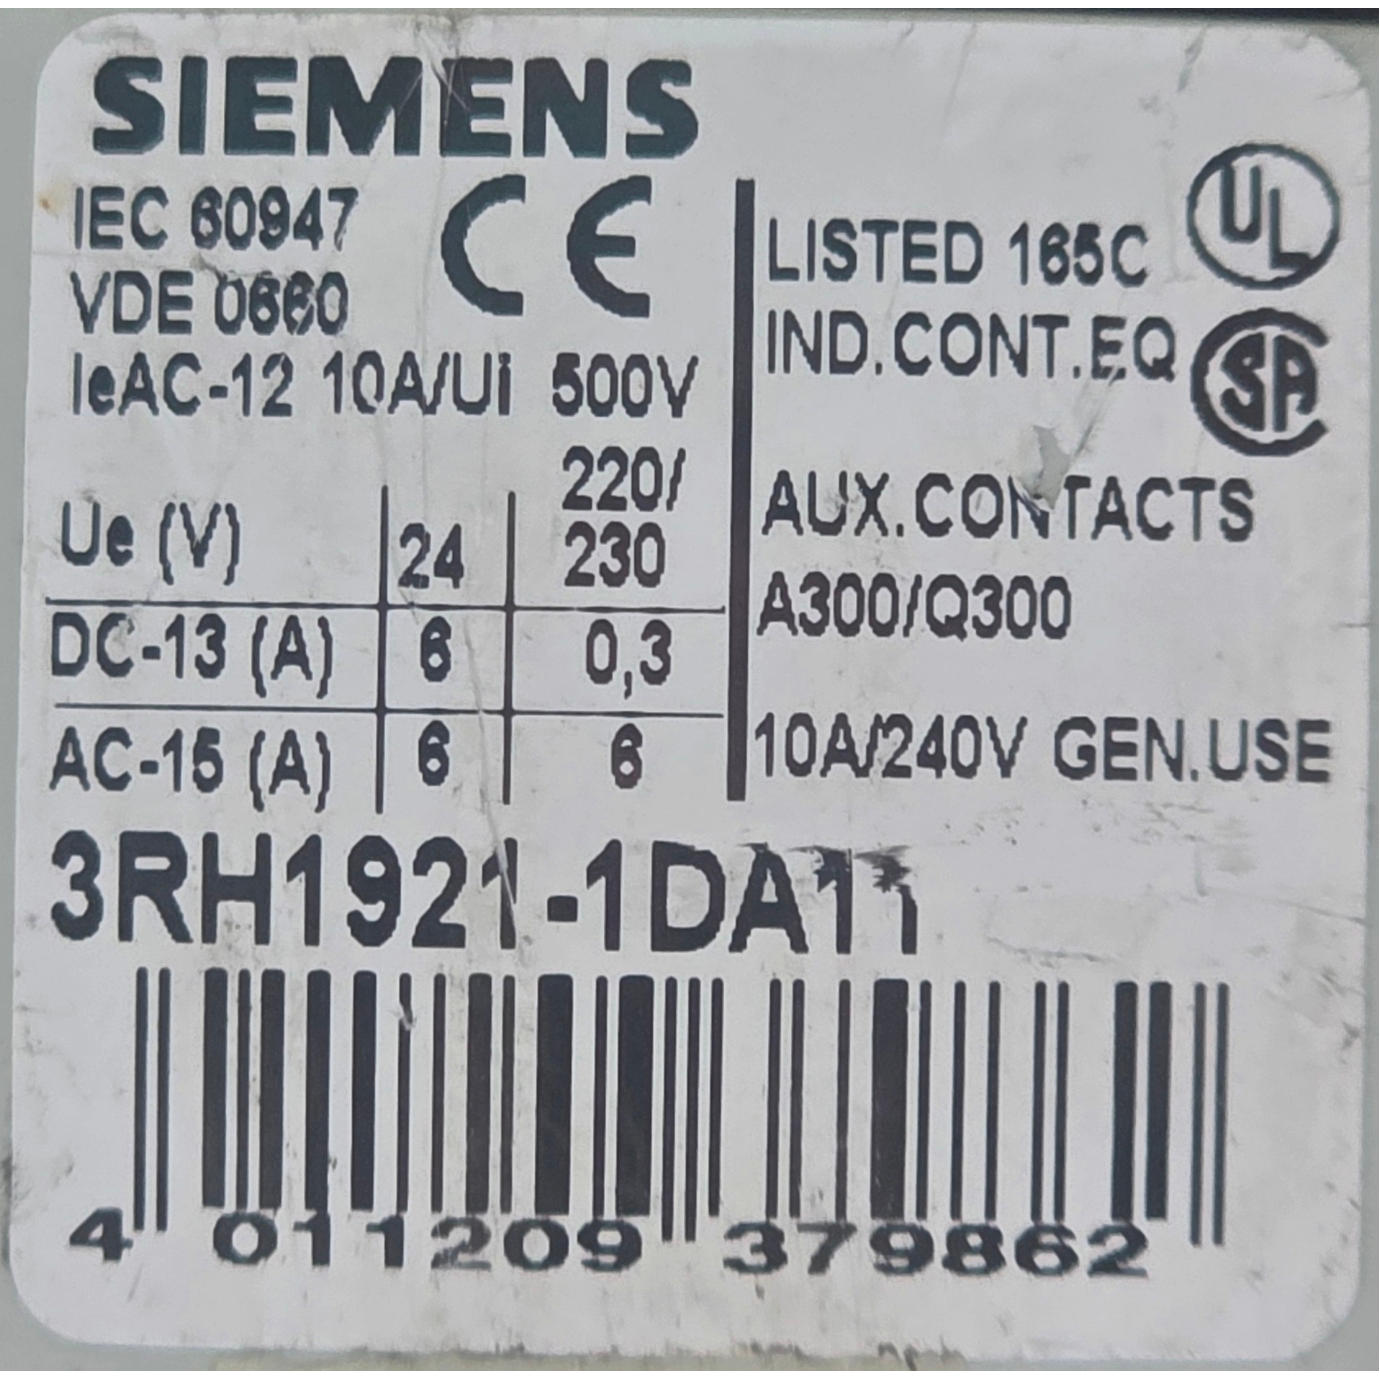 SIEMENS
IEC 60947
VDE 0660
CE
IeAC-12 10A/Ui 500V
Ue (V) 24 220/
230
DC-13 (A) 6 0,3
AC-15 (A) 6 6
LISTED 165C UL
IND.CONT.EQ SA
AUX.CONTACTS
A300/Q300
10A/240V GEN.USE
3RH1921-1DA11
4 011209 379862